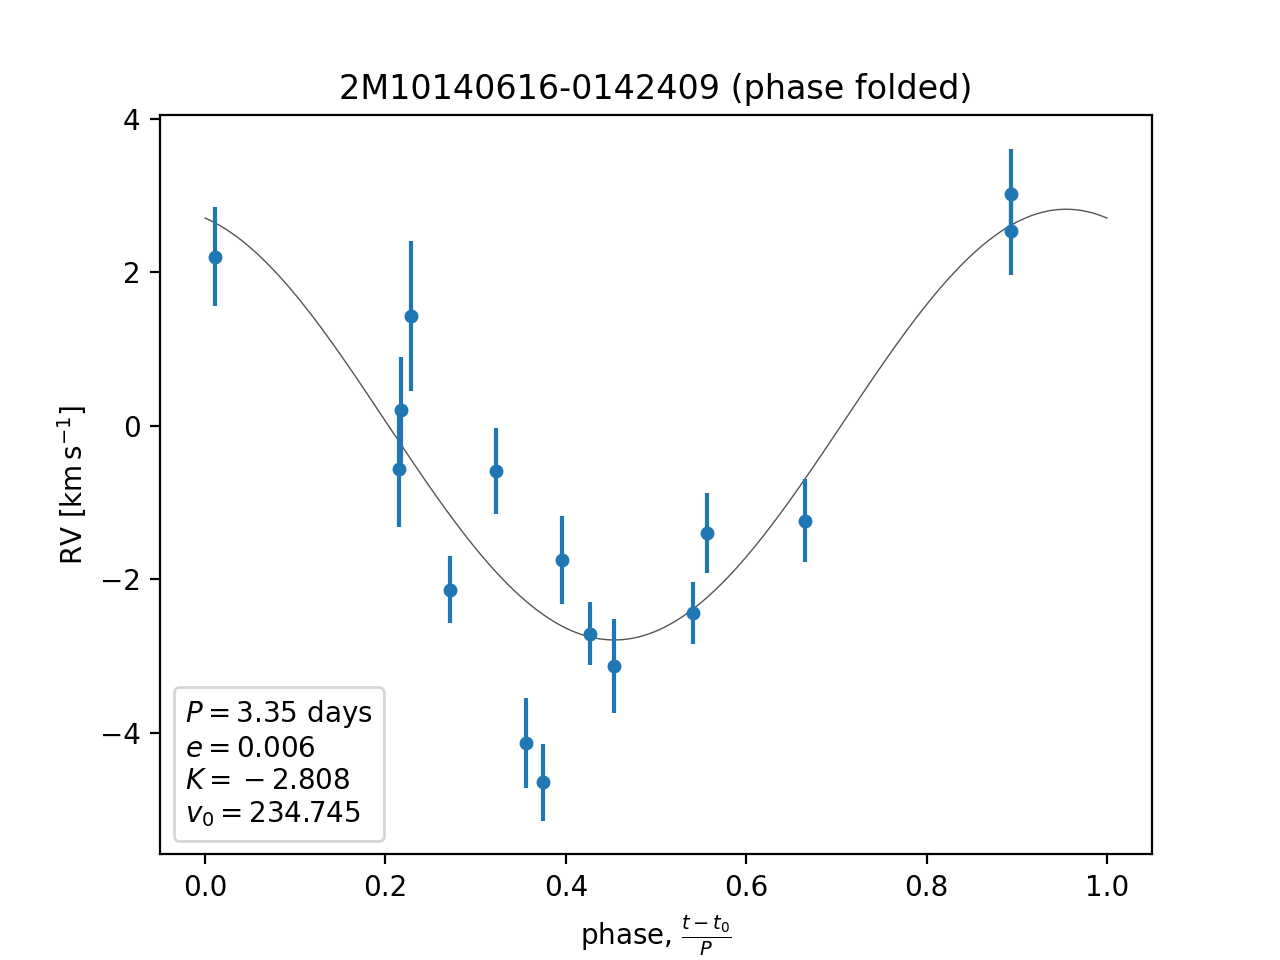 2M10140616-0142409 (phase folded)
4
2
0
−2
−4
RV [km s⁻¹]
P = 3.35 days
e = 0.006
K = −2.808
v₀ = 234.745
0.0 0.2 0.4 0.6 0.8 1.0
phase, (t − t₀)/P